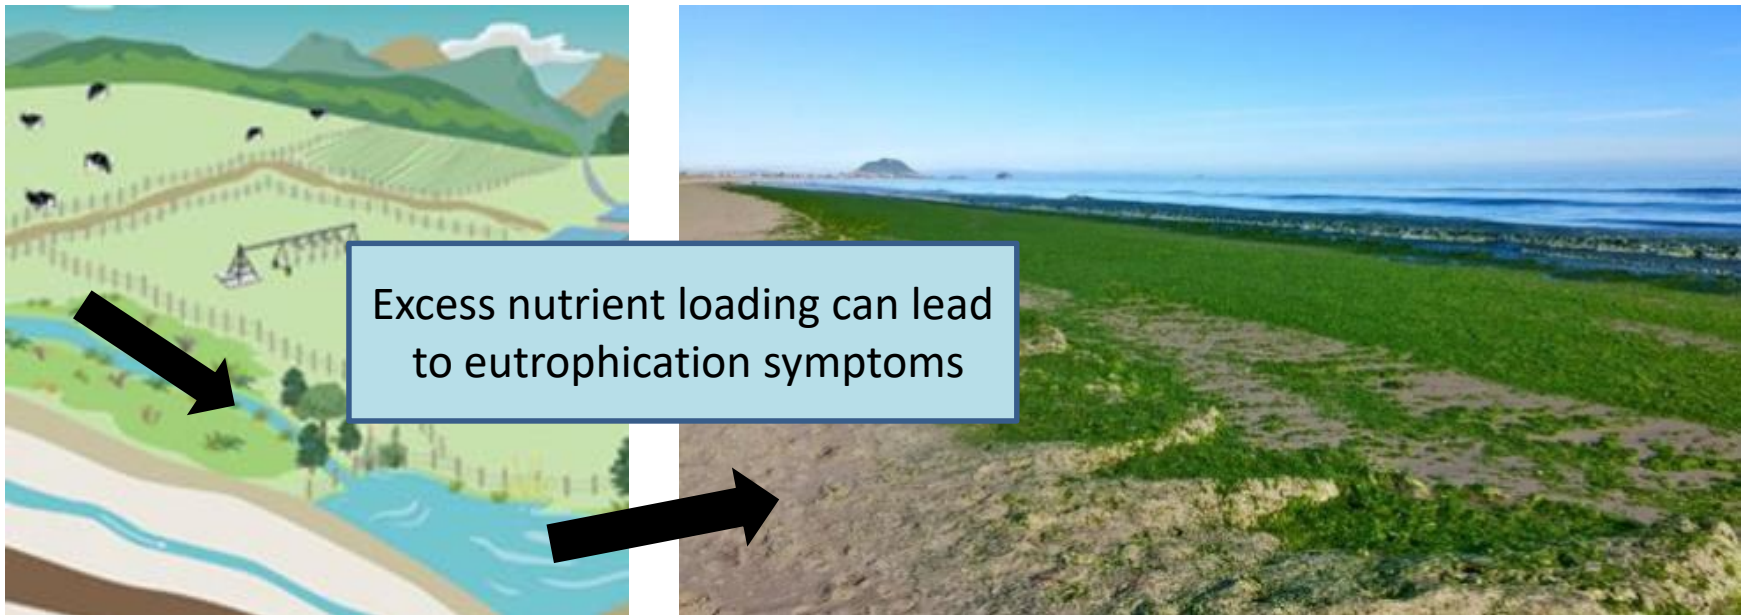 Excess nutrient loading can lead
to eutrophication symptoms